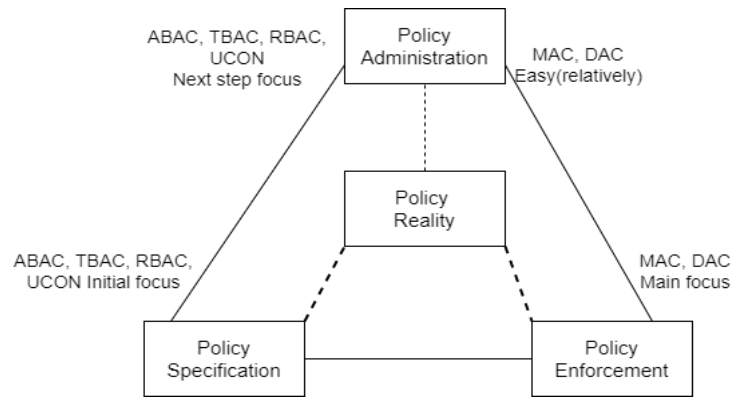 ABAC, TBAC, RBAC,
UCON
Next step focus
Policy
Administration
MAC, DAC
Easy(relatively)
Policy
Reality
ABAC, TBAC, RBAC,
UCON Initial focus
MAC, DAC
Main focus
Policy
Specification
Policy
Enforcement